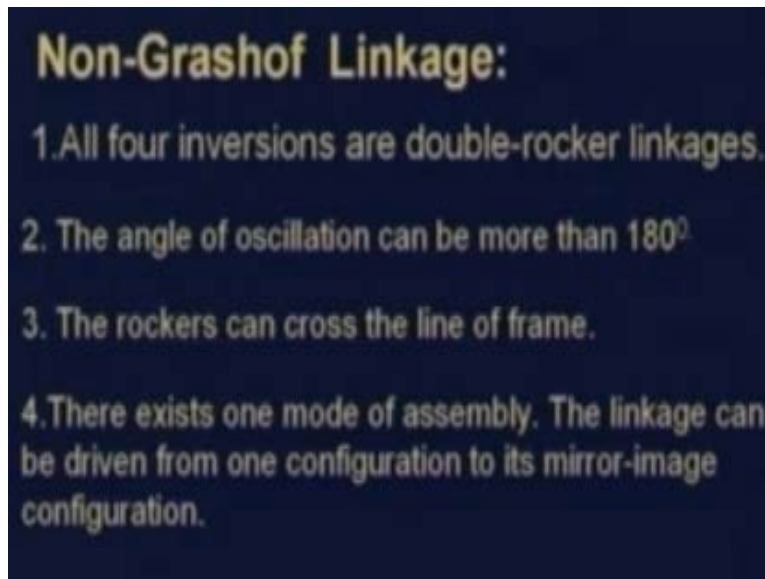 Non-Grashof Linkage:
1.All four inversions are double-rocker linkages.
2. The angle of oscillation can be more than 180⁰.
3. The rockers can cross the line of frame.
4.There exists one mode of assembly. The linkage can
be driven from one configuration to its mirror-image
configuration.